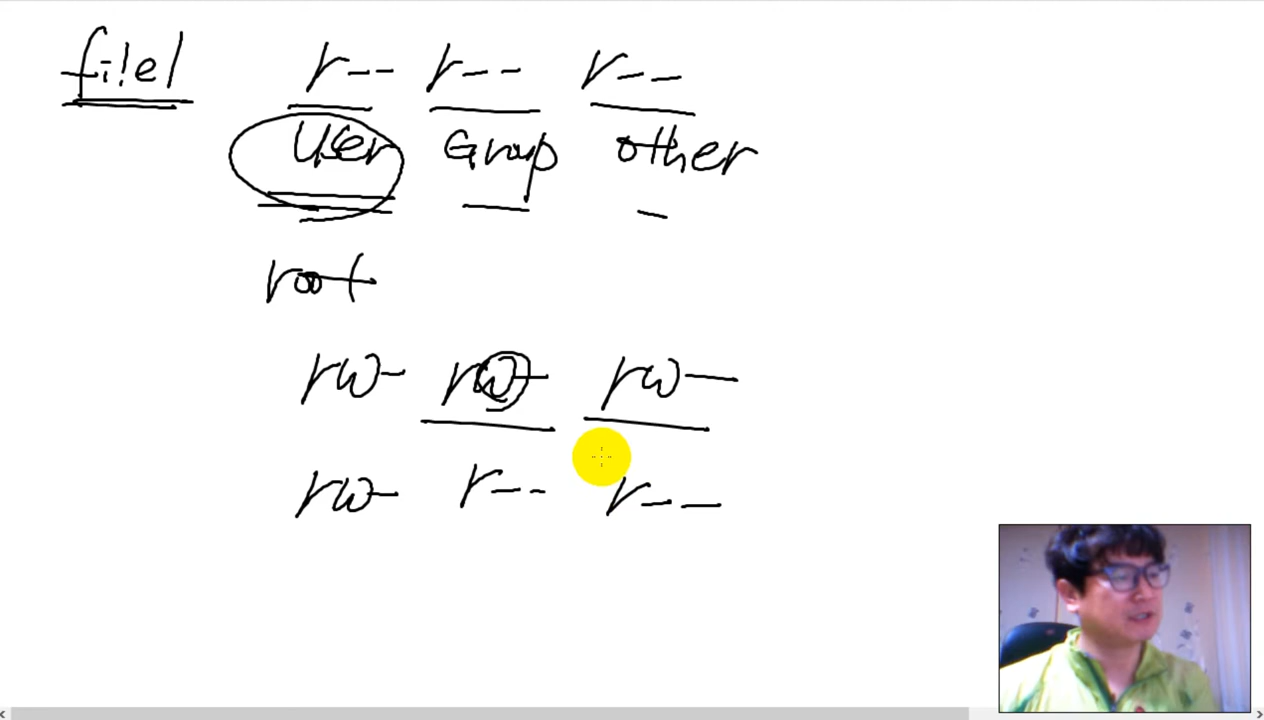 file1 r-- r-- r--
User Group other
root
rw- rw- rw-
rw- r-- r--